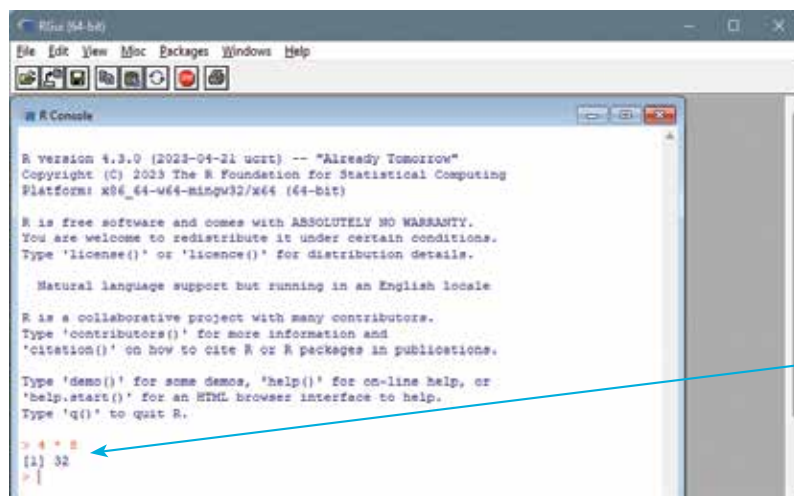 RGui (64-bit)
File Edit View Misc Packages Windows Help
R Console
R version 4.3.0 (2023-04-21 ucrt) -- "Already Tomorrow"
Copyright (C) 2023 The R Foundation for Statistical Computing
Platform: x86_64-w64-mingw32/x64 (64-bit)
R is free software and comes with ABSOLUTELY NO WARRANTY.
You are welcome to redistribute it under certain conditions.
Type 'license()' or 'licence()' for distribution details.
Natural language support but running in an English locale
R is a collaborative project with many contributors.
Type 'contributors()' for more information and
'citation()' on how to cite R or R packages in publications.
Type 'demo()' for some demos, 'help()' for on-line help, or
'help.start()' for an HTML browser interface to help.
Type 'q()' to quit R.
> 4 * 8
[1] 32
>